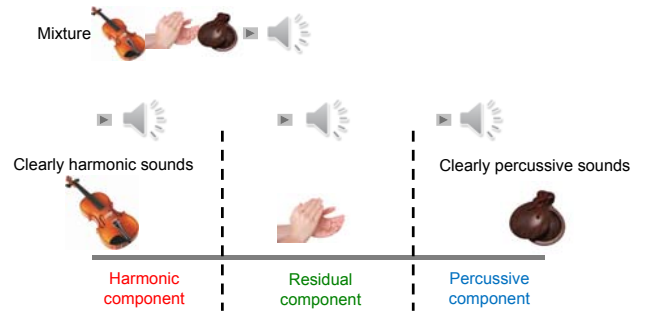 Mixture
Clearly harmonic sounds
Clearly percussive sounds
Harmonic
component
Residual
component
Percussive
component